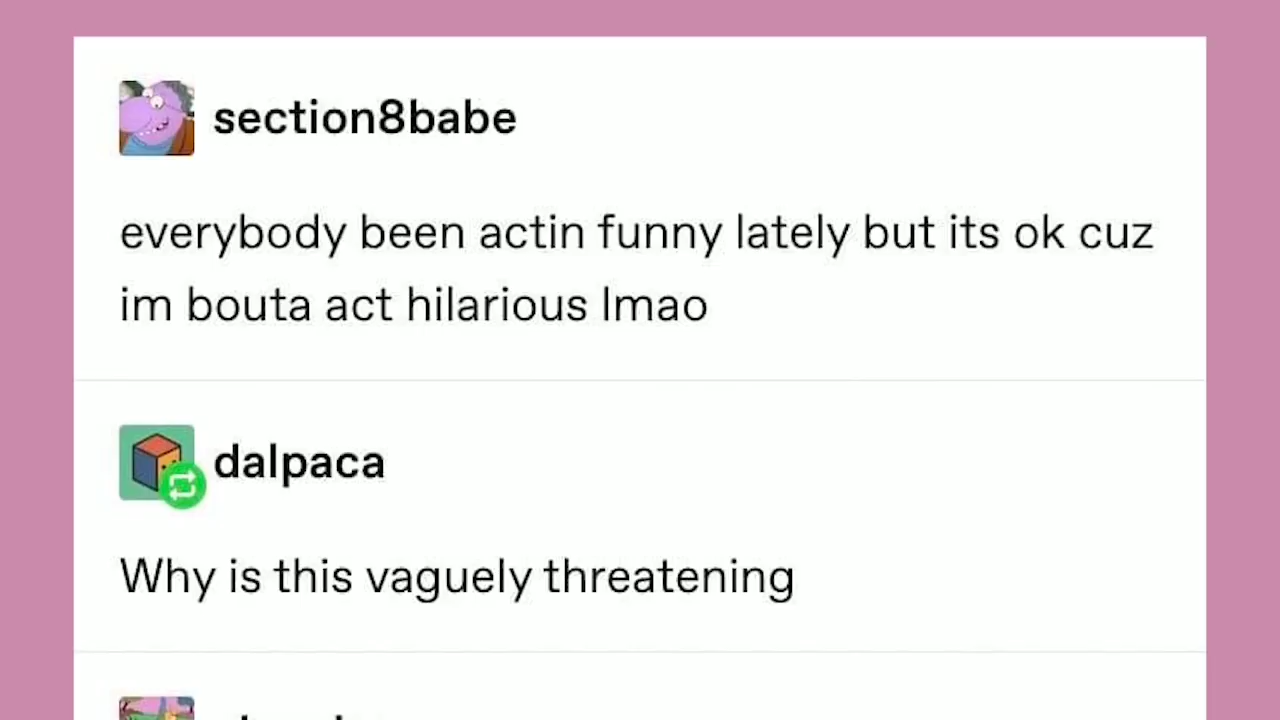 section8babe
everybody been actin funny lately but its ok cuz
im bouta act hilarious lmao
dalpaca
Why is this vaguely threatening